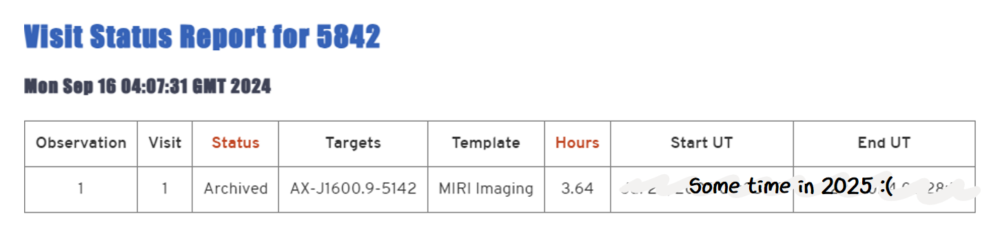 Visit Status Report for 5842
Mon Sep 16 04:07:31 GMT 2024
Observation Visit Status Targets Template Hours Start UT End UT
1 1 Archived AX-J1600.9-5142 MIRI Imaging 3.64 Some time in 2025 :(